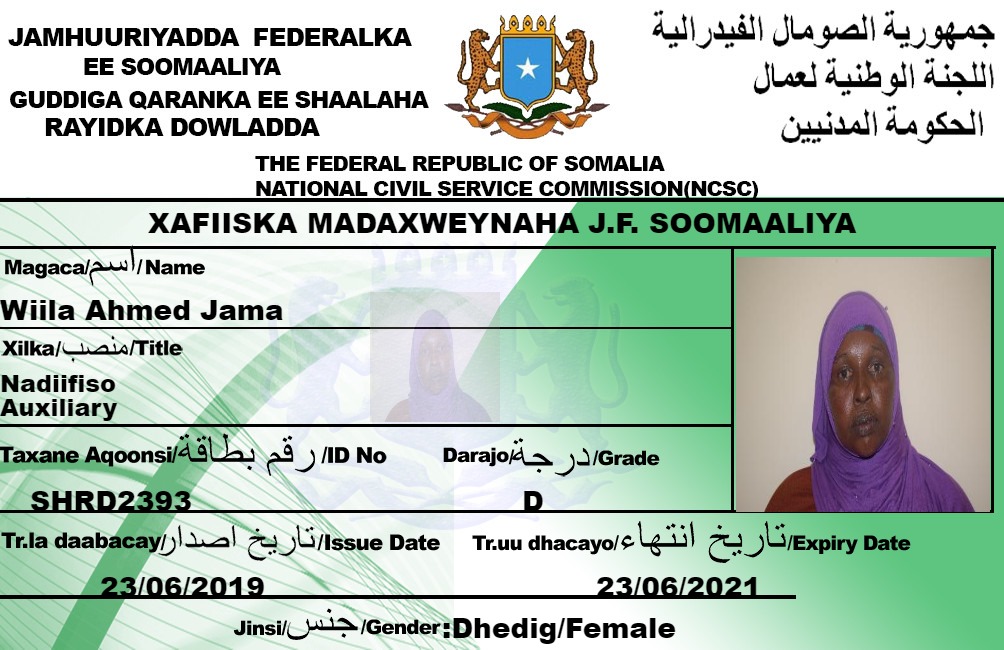 JAMHUURIYADDA FEDERALKA
EE SOOMAALIYA
GUDDIGA QARANKA EE SHAALAHA
RAYIDKA DOWLADDA
جمهورية الصومال الفيدرالية
اللجنة الوطنية لعمال
الحكومة المدنيين
THE FEDERAL REPUBLIC OF SOMALIA
NATIONAL CIVIL SERVICE COMMISSION(NCSC)
XAFIISKA MADAXWEYNAHA J.F. SOOMAALIYA
Magaca/اسم/Name
Wiila Ahmed Jama
Xilka/منصب/Title
Nadiifiso
Auxiliary
Taxane Aqoonsi/رقم بطاقة/ID No
Darajo/درجة/Grade
SHRD2393
D
Tr.la daabacay/تاريخ اصدار/Issue Date
Tr.uu dhacayo/تاريخ انتهاء/Expiry Date
23/06/2019
23/06/2021
Jinsi/جنس/Gender:Dhedig/Female